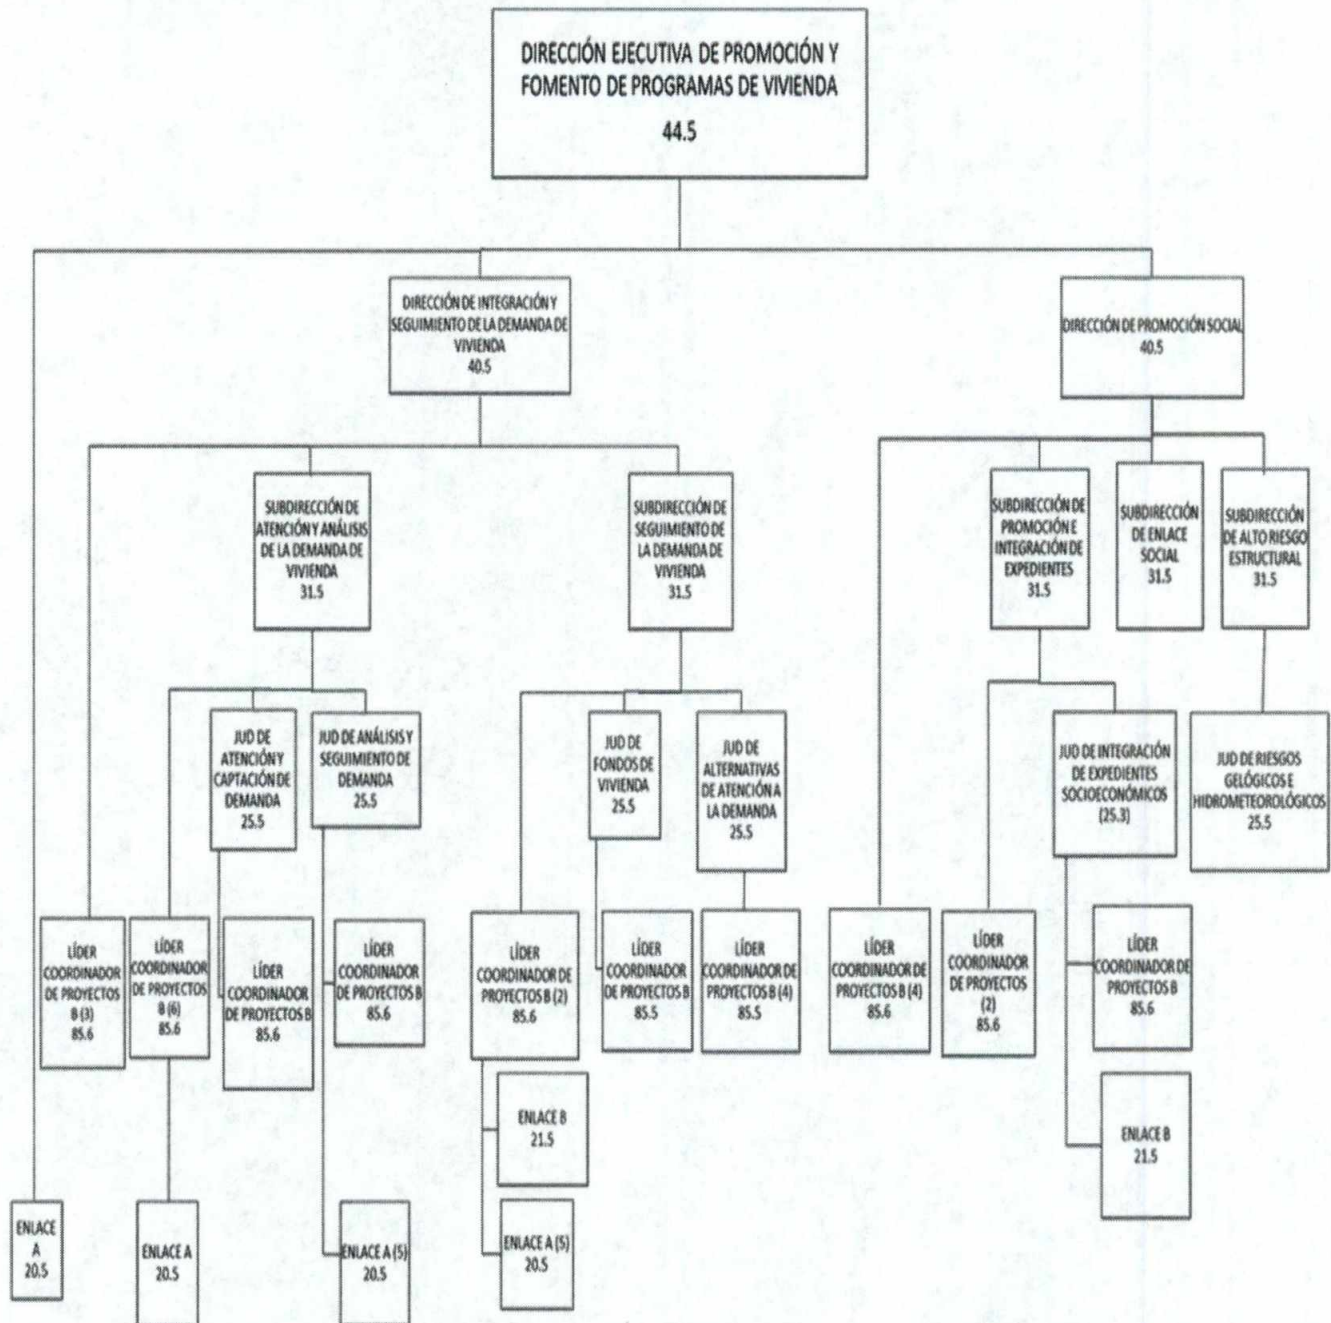 DIRECCIÓN EJECUTIVA DE PROMOCIÓN Y
FOMENTO DE PROGRAMAS DE VIVIENDA
44.5
DIRECCIÓN DE INTEGRACIÓN Y
SEGUIMIENTO DE LA DEMANDA DE
VIVIENDA
40.5
DIRECCIÓN DE PROMOCIÓN SOCIAL
40.5
SUBDIRECCIÓN DE
ATENCIÓN Y ANÁLISIS
DE LA DEMANDA DE
VIVIENDA
31.5
SUBDIRECCIÓN DE
SEGUIMIENTO DE
LA DEMANDA DE
VIVIENDA
31.5
SUBDIRECCIÓN DE
PROMOCIÓN E
INTEGRACIÓN DE
EXPEDIENTES
31.5
SUBDIRECCIÓN
DE ENLACE
SOCIAL
31.5
SUBDIRECCIÓN
DE ALTO RIESGO
ESTRUCTURAL
31.5
JUD DE
ATENCIÓN Y
CAPTACIÓN DE
DEMANDA
25.5
JUD DE ANÁLISIS Y
SEGUIMIENTO DE
DEMANDA
25.5
JUD DE
FONDOS DE
VIVIENDA
25.5
JUD DE
ALTERNATIVAS
DE ATENCIÓN A
LA DEMANDA
25.5
JUD DE INTEGRACIÓN
DE EXPEDIENTES
SOCIOECONÓMICOS
(25.3)
JUD DE RIESGOS
GELÓGICOS E
HIDROMETEOROLÓGICOS
25.5
LÍDER
COORDINADOR
DE PROYECTOS
B (3)
85.6
LÍDER
COORDINADOR
DE PROYECTOS
B (6)
85.6
LÍDER
COORDINADOR
DE PROYECTOS B
85.6
LÍDER
COORDINADOR
DE PROYECTOS B
85.6
LÍDER
COORDINADOR DE
PROYECTOS B (2)
85.6
LÍDER
COORDINADOR
DE PROYECTOS B
85.5
LÍDER
COORDINADOR DE
PROYECTOS B (4)
85.5
LÍDER
COORDINADOR DE
PROYECTOS B (4)
85.6
LÍDER
COORDINADOR
DE PROYECTOS
(2)
85.6
LÍDER
COORDINADOR DE
PROYECTOS B
85.6
ENLACE B
21.5
ENLACE B
21.5
ENLACE
A
20.5
ENLACE A
20.5
ENLACE A (5)
20.5
ENLACE A (5)
20.5